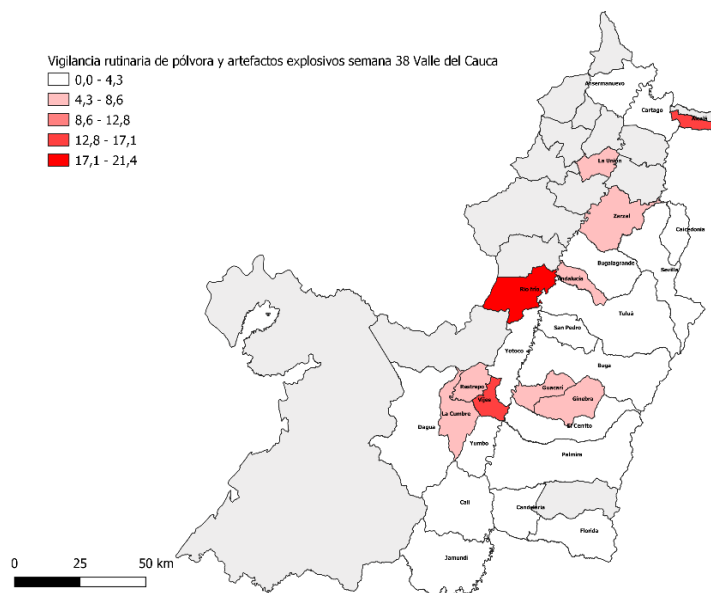 Vigilancia rutinaria de pólvora y artefactos explosivos semana 38 Valle del Cauca
0,0 - 4,3
4,3 - 8,6
8,6 - 12,8
12,8 - 17,1
17,1 - 21,4
Ansermanuevo
Cartago
Alcalá
La Unión
Zarzal
Caicedonia
Bugalagrande
Sevilla
Andalucía
Río frío
Tuluá
San Pedro
Yotoco
Buga
Restrepo
Guacarí
Vijes
Ginebra
La Cumbre
El Cerrito
Dagua
Yumbo
Palmira
Cali
Candelaria
Florida
Jamundí
0 25 50 km